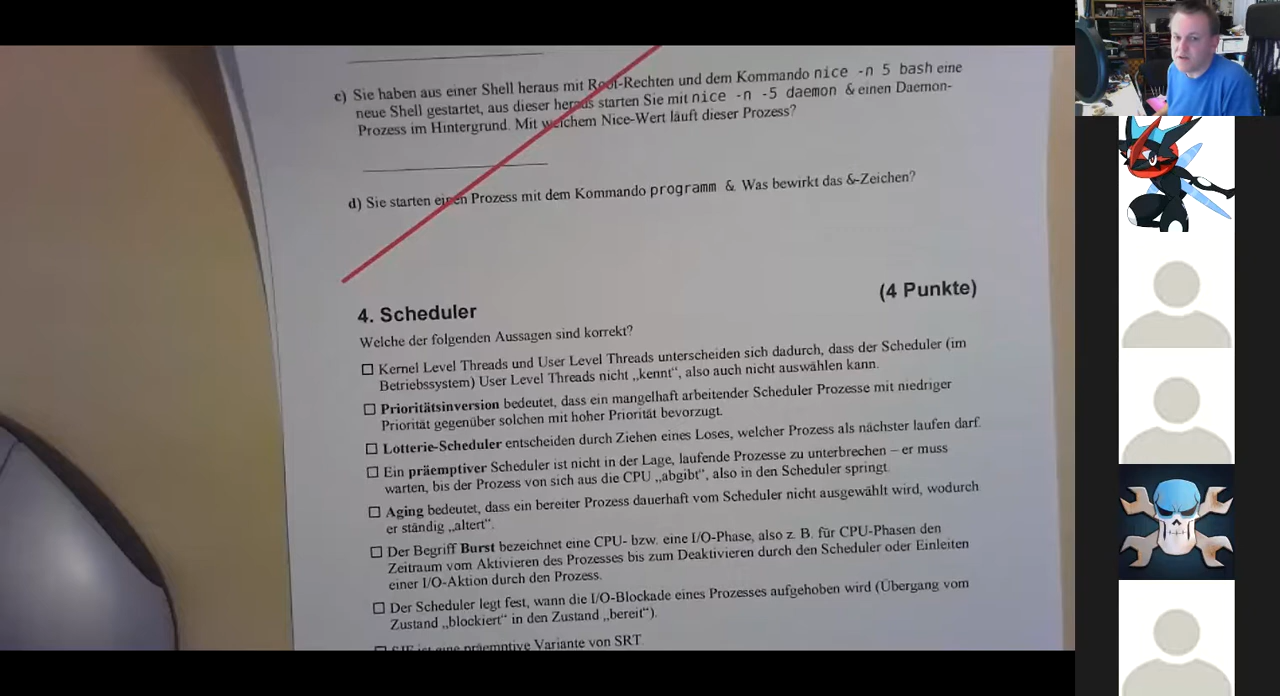 c) Sie haben aus einer Shell heraus mit Root-Rechten und dem Kommando nice -n 5 bash eine
neue Shell gestartet, aus dieser heraus starten Sie mit nice -n -5 daemon & einen Daemon-
Prozess im Hintergrund. Mit welchem Nice-Wert läuft dieser Prozess?
d) Sie starten einen Prozess mit dem Kommando programm & Was bewirkt das &-Zeichen?
4. Scheduler (4 Punkte)
Welche der folgenden Aussagen sind korrekt?
Kernel Level Threads und User Level Threads unterscheiden sich dadurch, dass der Scheduler (im
Betriebssystem) User Level Threads nicht „kennt“, also auch nicht auswählen kann.
Prioritätsinversion bedeutet, dass ein mangelhaft arbeitender Scheduler Prozesse mit niedriger
Priorität gegenüber solchen mit hoher Priorität bevorzugt.
Lotterie-Scheduler entscheiden durch Ziehen eines Loses, welcher Prozess als nächster laufen darf.
Ein präemptiver Scheduler ist nicht in der Lage, laufende Prozesse zu unterbrechen – er muss
warten, bis der Prozess von sich aus die CPU „abgibt“, also in den Scheduler springt.
Aging bedeutet, dass ein bereiter Prozess dauerhaft vom Scheduler nicht ausgewählt wird, wodurch
er ständig „altert“.
Der Begriff Burst bezeichnet eine CPU- bzw. eine I/O-Phase, also z. B. für CPU-Phasen den
Zeitraum vom Aktivieren des Prozesses bis zum Deaktivieren durch den Scheduler oder Einleiten
einer I/O-Aktion durch den Prozess.
Der Scheduler legt fest, wann die I/O-Blockade eines Prozesses aufgehoben wird (Übergang vom
Zustand „blockiert“ in den Zustand „bereit“).
SJF ist eine präemptive Variante von SRT